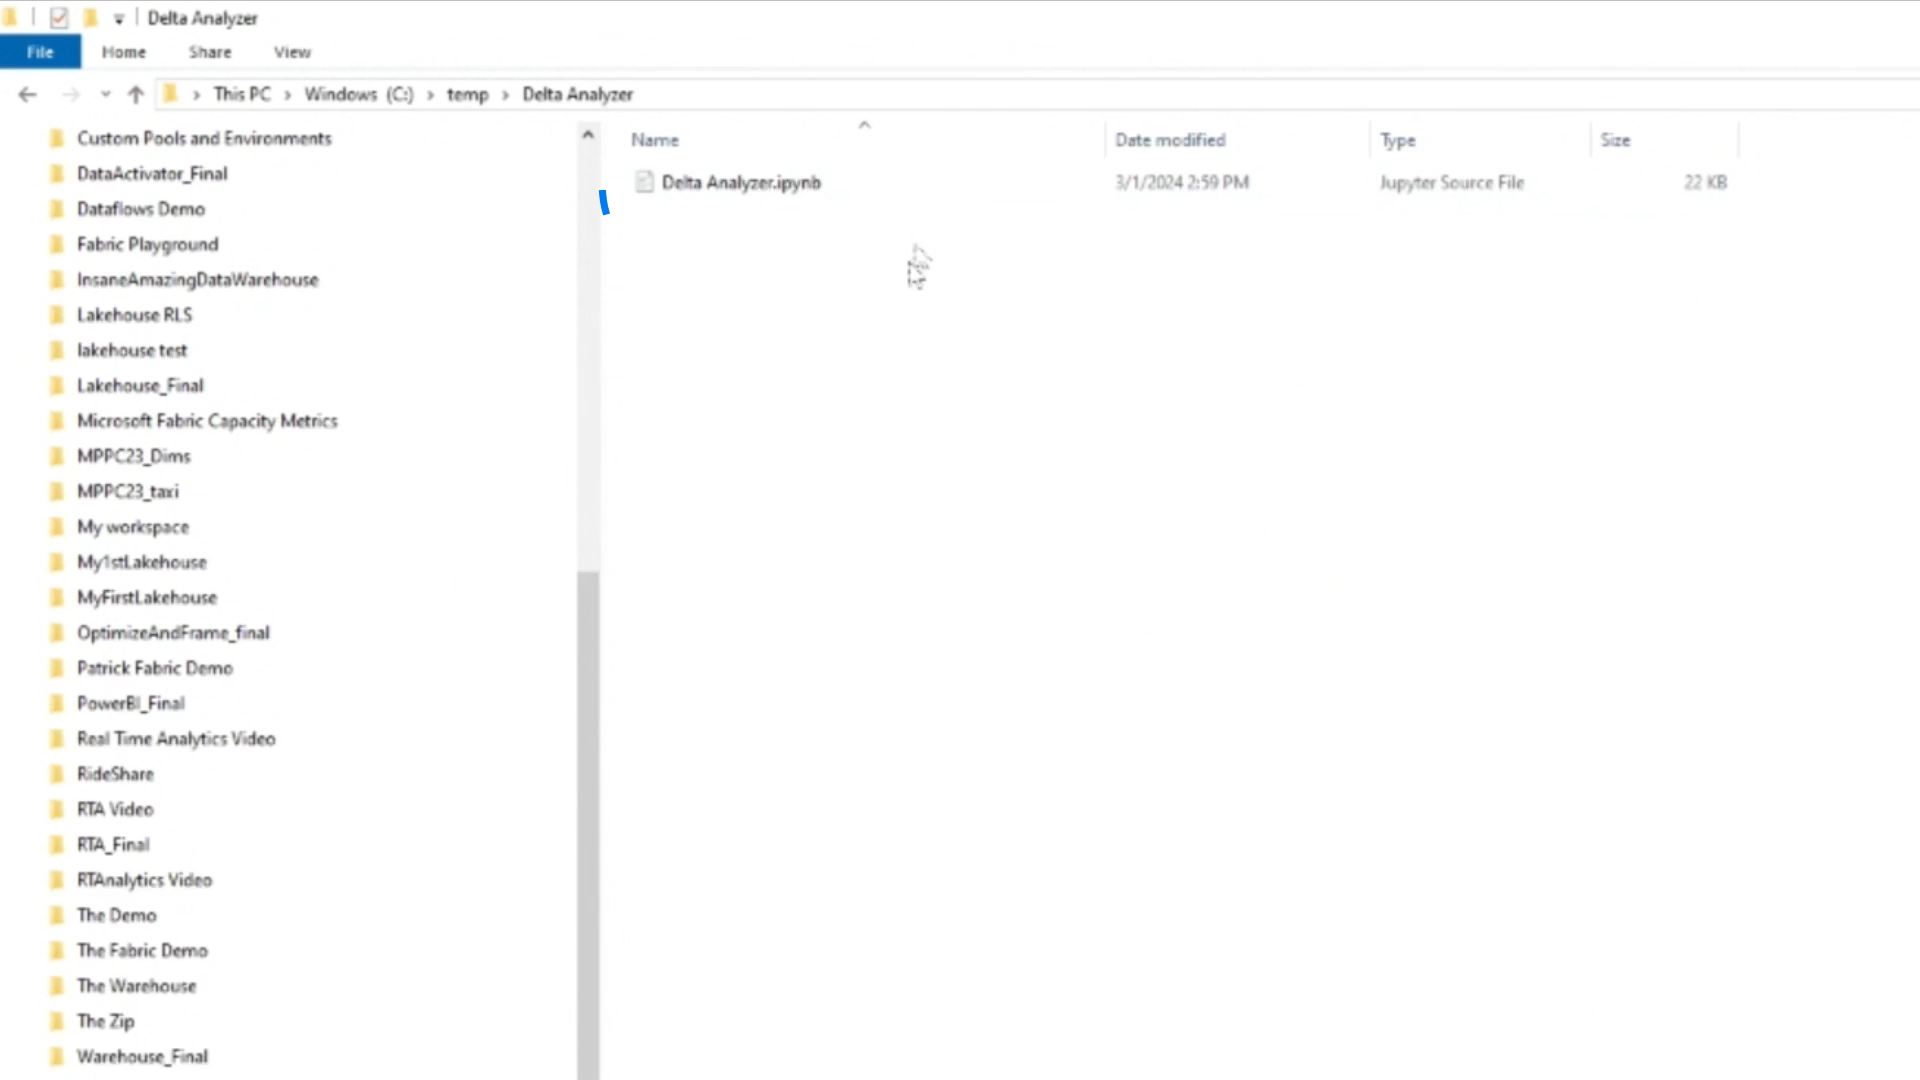 Delta Analyzer
File Home Share View
This PC > Windows (C:) > temp > Delta Analyzer
Name Date modified Type Size
Delta Analyzer.ipynb 3/1/2024 2:59 PM Jupyter Source File 22 KB
Custom Pools and Environments
DataActivator_Final
Dataflows Demo
Fabric Playground
InsaneAmazingDataWarehouse
Lakehouse RLS
lakehouse test
Lakehouse_Final
Microsoft Fabric Capacity Metrics
MPPC23_Dims
MPPC23_taxi
My workspace
My1stLakehouse
MyFirstLakehouse
OptimizeAndFrame_final
Patrick Fabric Demo
PowerBI_Final
Real Time Analytics Video
RideShare
RTA Video
RTA_Final
RTAnalytics Video
The Demo
The Fabric Demo
The Warehouse
The Zip
Warehouse_Final